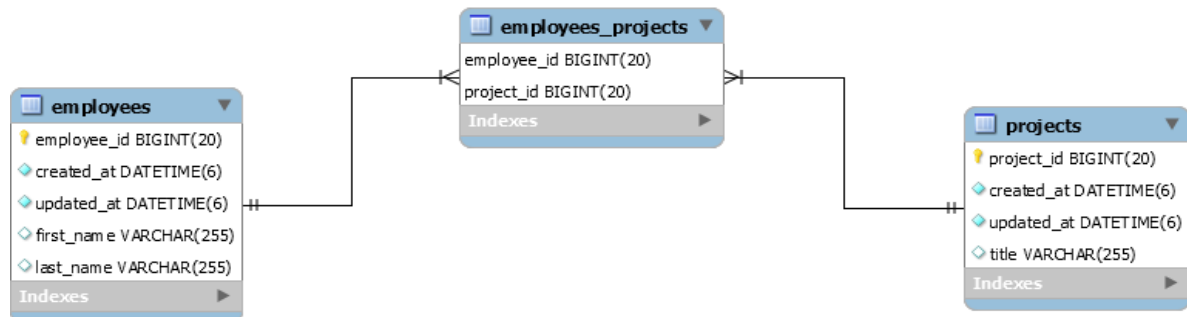 employees_projects
employee_id BIGINT(20)
project_id BIGINT(20)
Indexes
employees
employee_id BIGINT(20)
created_at DATETIME(6)
updated_at DATETIME(6)
first_name VARCHAR(255)
last_name VARCHAR(255)
Indexes
projects
project_id BIGINT(20)
created_at DATETIME(6)
updated_at DATETIME(6)
title VARCHAR(255)
Indexes